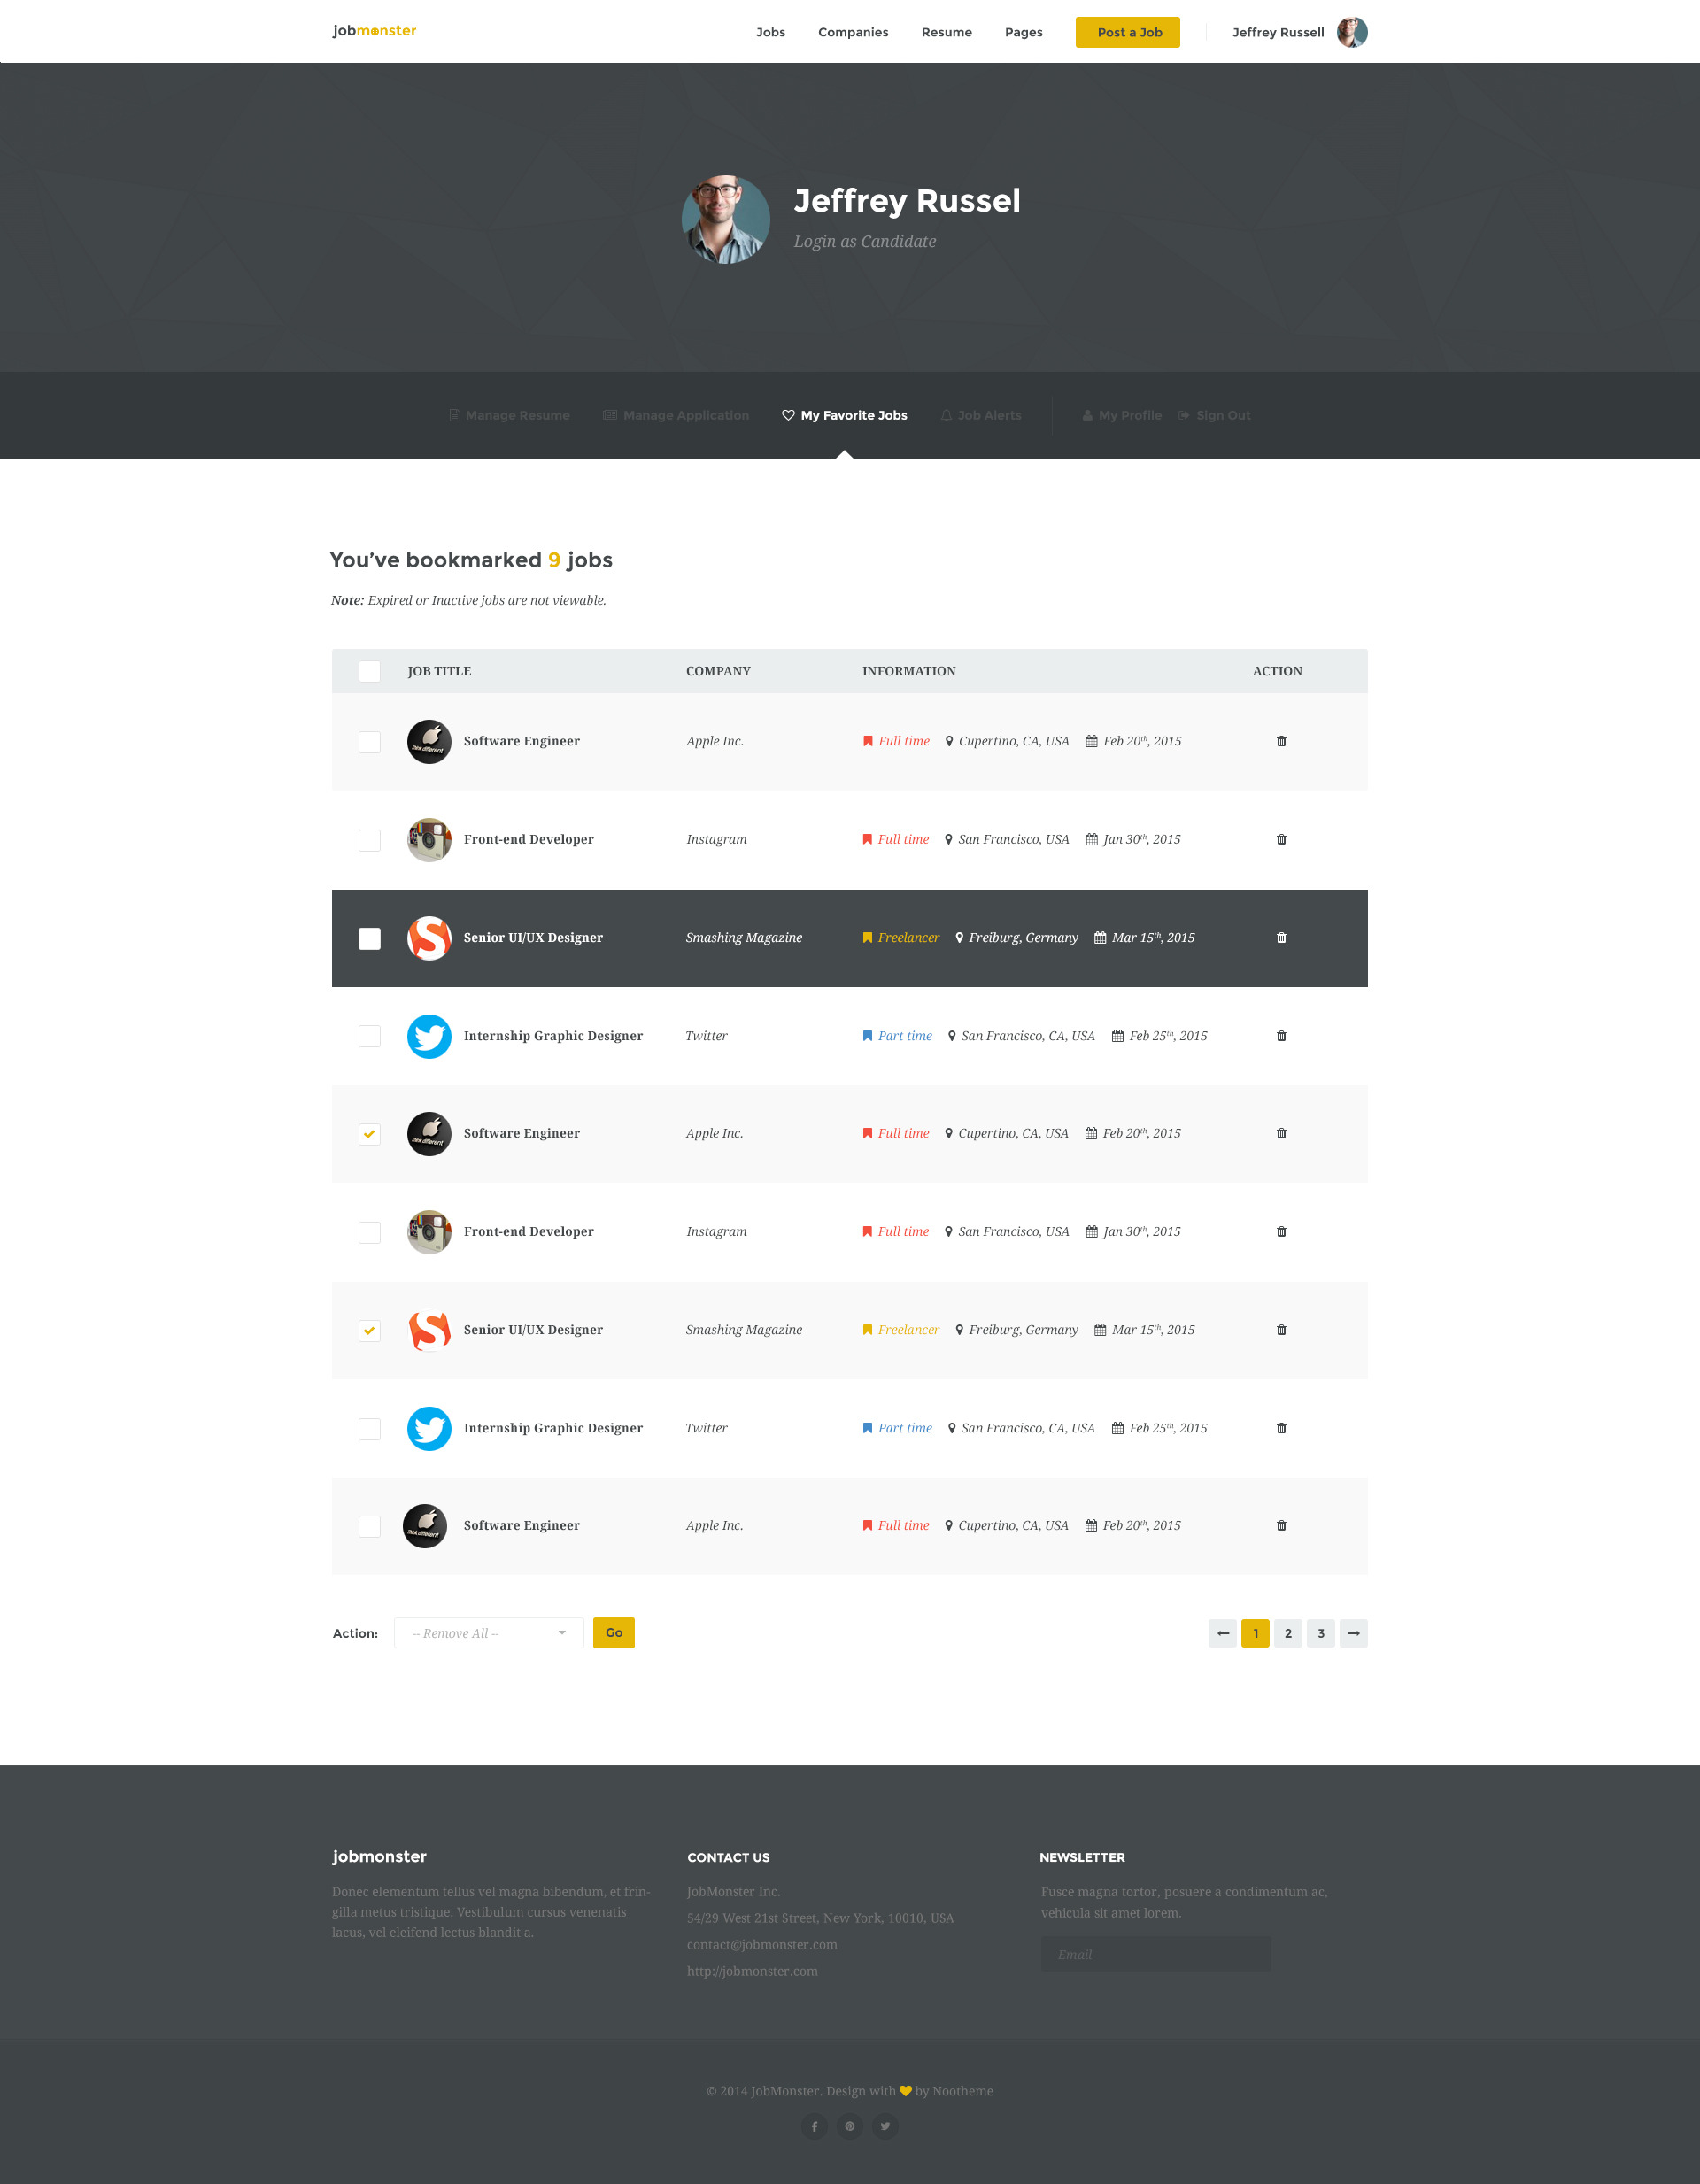 jobmonster
Jobs Companies Resume Pages Post a Job Jeffrey Russell
Jeffrey Russel
Login as Candidate
Manage Resume Manage Application My Favorite Jobs Job Alerts My Profile Sign Out
You’ve bookmarked 9 jobs
Note: Expired or Inactive jobs are not viewable.
JOB TITLE COMPANY INFORMATION ACTION
Software Engineer Apple Inc. Full time Cupertino, CA, USA Feb 20th, 2015
Front-end Developer Instagram Full time San Francisco, USA Jan 30th, 2015
Senior UI/UX Designer Smashing Magazine Freelancer Freiburg, Germany Mar 15th, 2015
Internship Graphic Designer Twitter Part time San Francisco, CA, USA Feb 25th, 2015
Software Engineer Apple Inc. Full time Cupertino, CA, USA Feb 20th, 2015
Front-end Developer Instagram Full time San Francisco, USA Jan 30th, 2015
Senior UI/UX Designer Smashing Magazine Freelancer Freiburg, Germany Mar 15th, 2015
Internship Graphic Designer Twitter Part time San Francisco, CA, USA Feb 25th, 2015
Software Engineer Apple Inc. Full time Cupertino, CA, USA Feb 20th, 2015
Action: -- Remove All -- Go
1 2 3
jobmonster
Donec elementum tellus vel magna bibendum, et frin-
gilla metus tristique. Vestibulum cursus venenatis
lacus, vel eleifend lectus blandit a.
CONTACT US
JobMonster Inc.
54/29 West 21st Street, New York, 10010, USA
contact@jobmonster.com
http://jobmonster.com
NEWSLETTER
Fusce magna tortor, posuere a condimentum ac,
vehicula sit amet lorem.
Email
© 2014 JobMonster. Design with by Nootheme